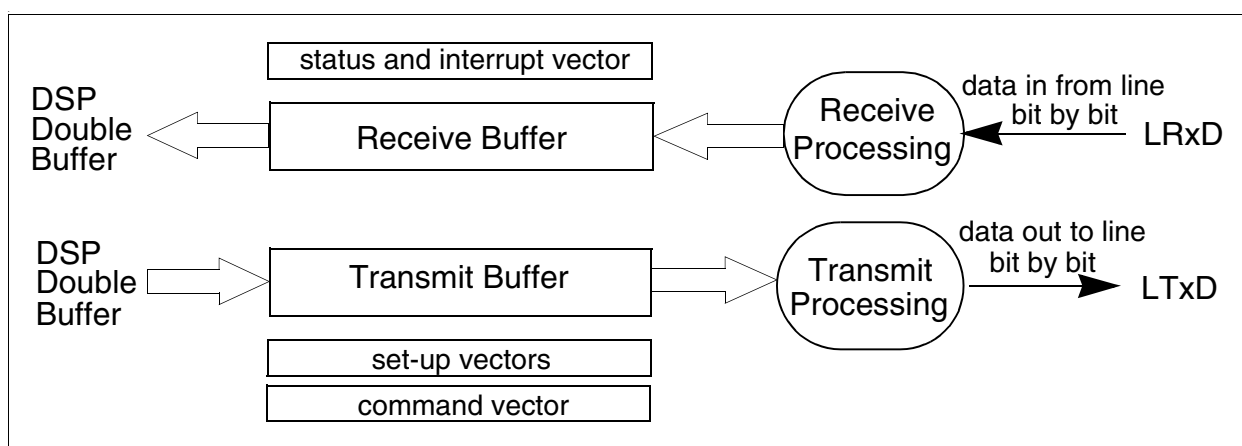 status and interrupt vector
DSP
Double
Buffer
Receive Buffer
Receive
Processing
data in from line
bit by bit
LRxD
DSP
Double
Buffer
Transmit Buffer
Transmit
Processing
data out to line
bit by bit
LTxD
set-up vectors
command vector